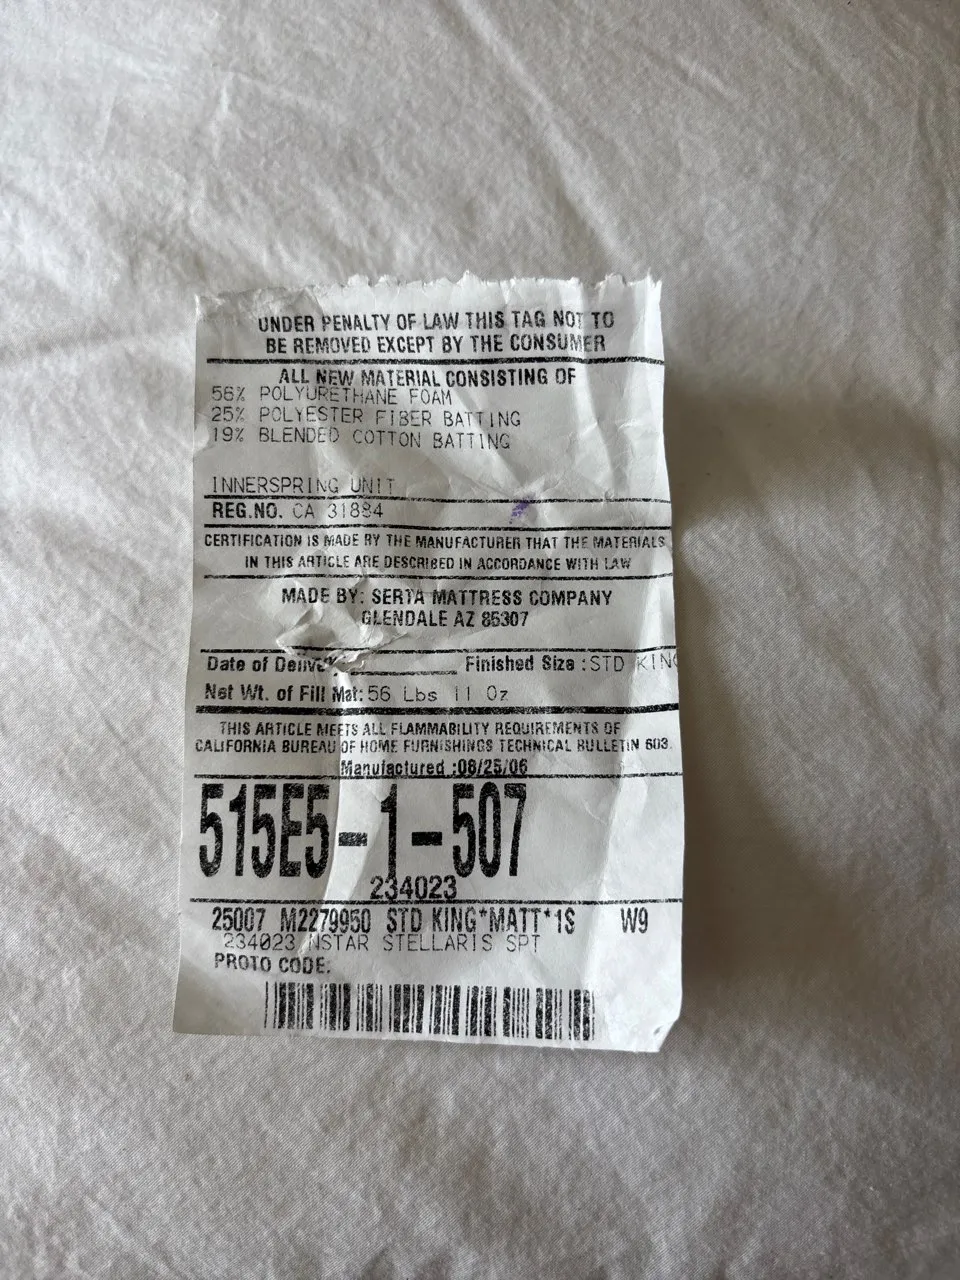 UNDER PENALTY OF LAW THIS TAG NOT TO
BE REMOVED EXCEPT BY THE CONSUMER
ALL NEW MATERIAL CONSISTING OF
56% POLYURETHANE FOAM
25% POLYESTER FIBER BATTING
19% BLENDED COTTON BATTING
INNERSPRING UNIT
REG.NO. CA 31884
CERTIFICATION IS MADE BY THE MANUFACTURER THAT THE MATERIALS
IN THIS ARTICLE ARE DESCRIBED IN ACCORDANCE WITH LAW
MADE BY: SERTA MATTRESS COMPANY
GLENDALE AZ 85307
Date of Finished Size :STD KING
Net Wt. of Fill Mat: 56 Lbs 11 Oz
THIS ARTICLE MEETS ALL FLAMMABILITY REQUIREMENTS OF
CALIFORNIA BUREAU OF HOME FURNISHINGS TECHNICAL BULLETIN 603.
Manufactured :08/25/06
515E5-1-507
234023
25007 M2279950 STD KING*MATT*1S W9
234023 NSTAR STELLARIS SPT
PROTO CODE: